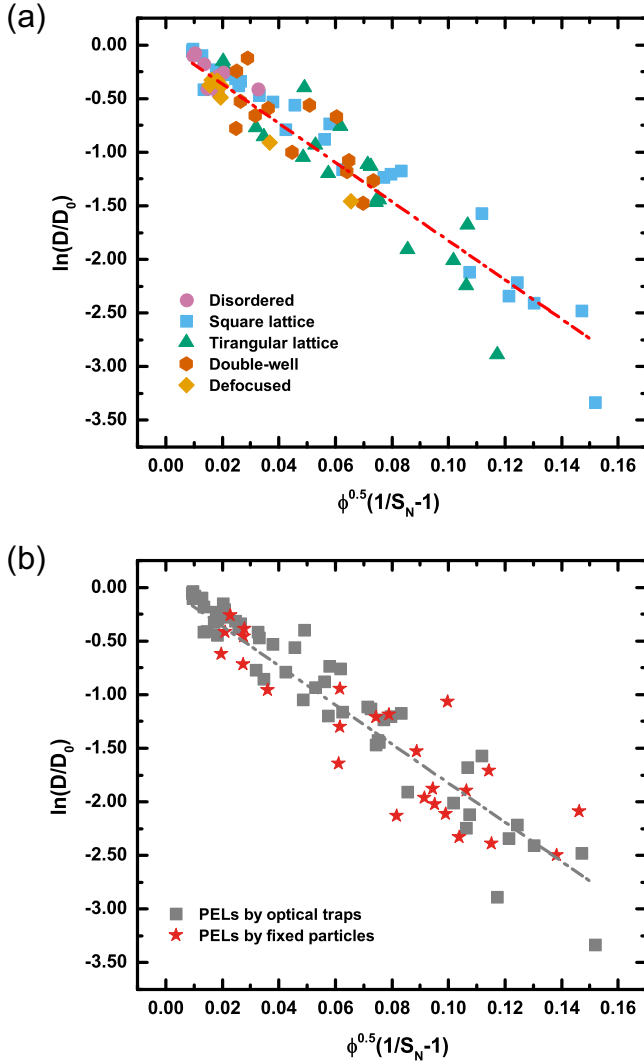 (a)
0.00
-0.50
-1.00
-1.50
-2.00
-2.50
-3.00
-3.50
ln(D/D₀)
Disordered
Square lattice
Tirangular lattice
Double-well
Defocused
0.00 0.02 0.04 0.06 0.08 0.10 0.12 0.14 0.16
ϕ⁰·⁵(1/S_N-1)
(b)
0.00
-0.50
-1.00
-1.50
-2.00
-2.50
-3.00
-3.50
ln(D/D₀)
PELs by optical traps
PELs by fixed particles
0.00 0.02 0.04 0.06 0.08 0.10 0.12 0.14 0.16
ϕ⁰·⁵(1/S_N-1)